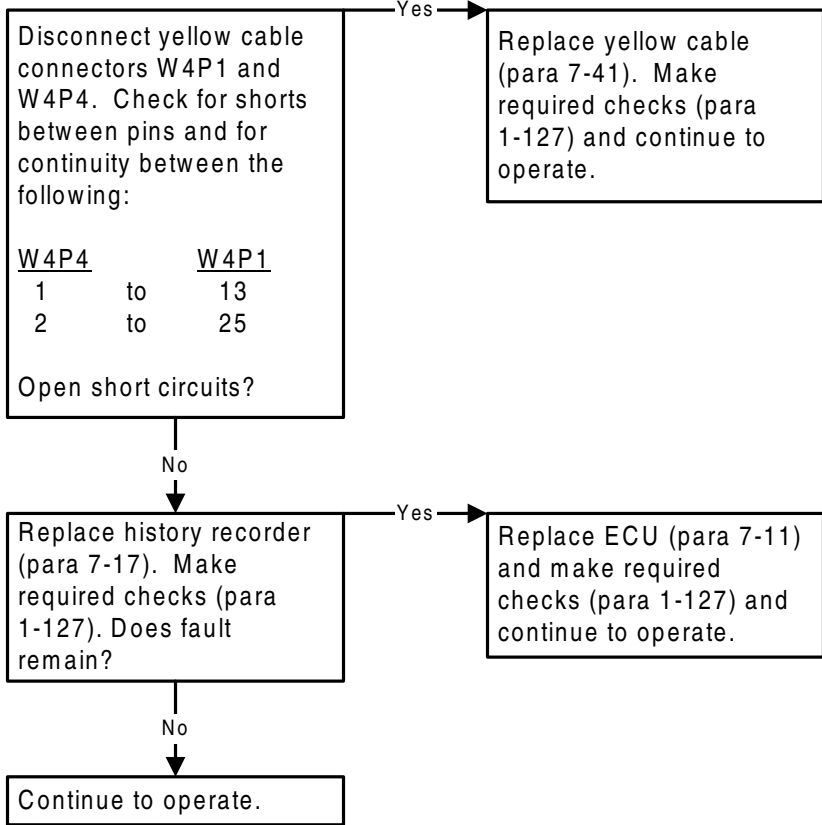 Disconnect yellow cable
connectors W4P1 and
W4P4. Check for shorts
between pins and for
continuity between the
following:
W4P4 W4P1
1 to 13
2 to 25
Open short circuits?
Yes
Replace yellow cable
(para 7-41). Make
required checks (para
1-127) and continue to
operate.
No
Replace history recorder
(para 7-17). Make
required checks (para
1-127). Does fault
remain?
Yes
Replace ECU (para 7-11)
and make required
checks (para 1-127) and
continue to operate.
No
Continue to operate.